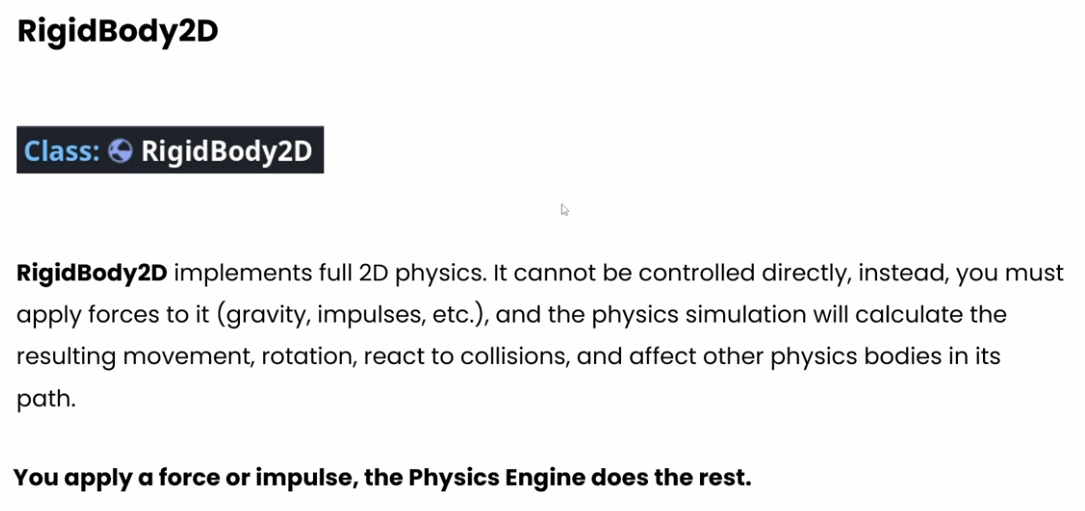 RigidBody2D
Class: RigidBody2D
RigidBody2D implements full 2D physics. It cannot be controlled directly, instead, you must
apply forces to it (gravity, impulses, etc.), and the physics simulation will calculate the
resulting movement, rotation, react to collisions, and affect other physics bodies in its
path.
You apply a force or impulse, the Physics Engine does the rest.